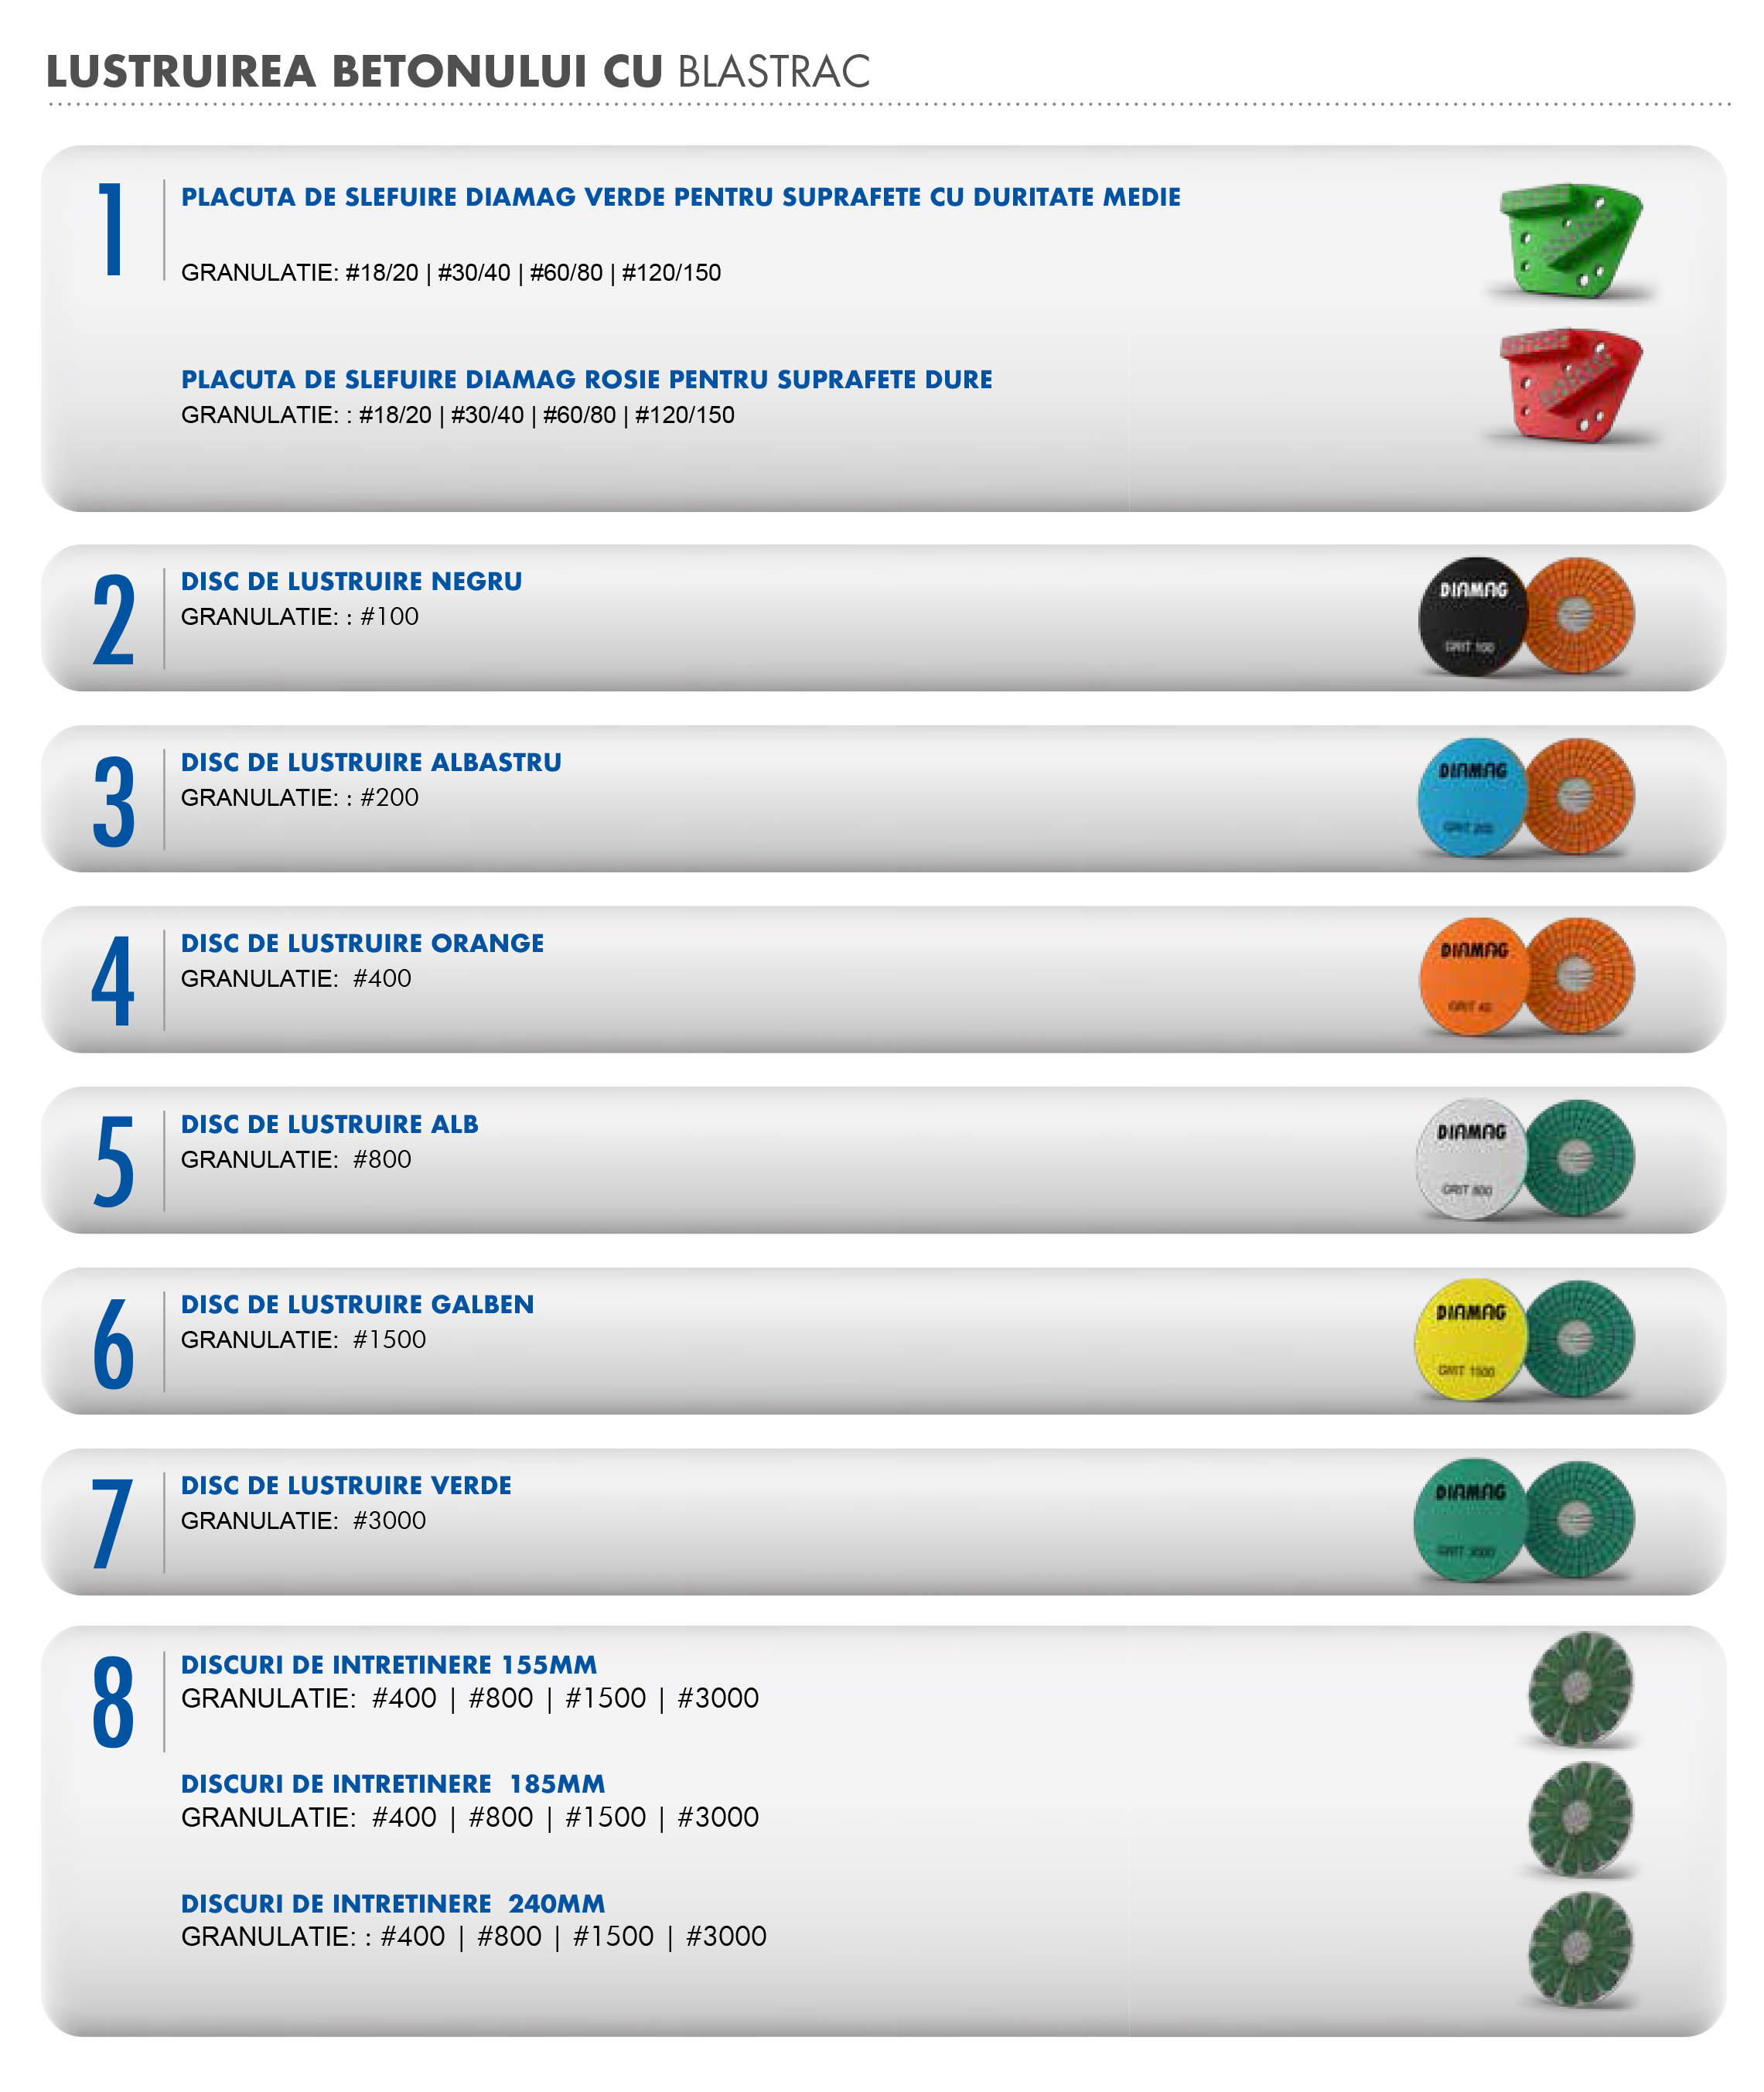 LUSTRUIREA BETONULUI CU BLASTRAC
1
PLACUTA DE SLEFUIRE DIAMAG VERDE PENTRU SUPRAFETE CU DURITATE MEDIE
GRANULATIE: #18/20 | #30/40 | #60/80 | #120/150
PLACUTA DE SLEFUIRE DIAMAG ROSIE PENTRU SUPRAFETE DURE
GRANULATIE: : #18/20 | #30/40 | #60/80 | #120/150
2
DISC DE LUSTRUIRE NEGRU
GRANULATIE: : #100
DIAMAG
GRIT 100
3
DISC DE LUSTRUIRE ALBASTRU
GRANULATIE: : #200
DIAMAG
GRIT 200
4
DISC DE LUSTRUIRE ORANGE
GRANULATIE: #400
DIAMAG
GRIT
5
DISC DE LUSTRUIRE ALB
GRANULATIE: #800
DIAMAG
GRIT 800
6
DISC DE LUSTRUIRE GALBEN
GRANULATIE: #1500
DIAMAG
GRIT 1500
7
DISC DE LUSTRUIRE VERDE
GRANULATIE: #3000
DIAMAG
GRIT 3000
8
DISCURI DE INTRETINERE 155MM
GRANULATIE: #400 | #800 | #1500 | #3000
DISCURI DE INTRETINERE 185MM
GRANULATIE: #400 | #800 | #1500 | #3000
DISCURI DE INTRETINERE 240MM
GRANULATIE: : #400 | #800 | #1500 | #3000